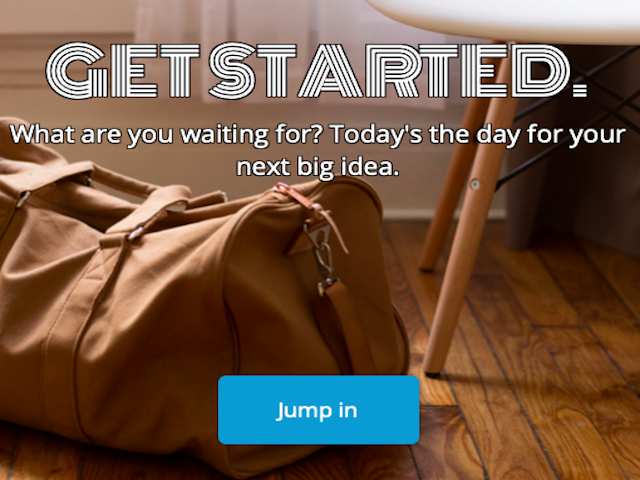 GET STARTED.
What are you waiting for? Today's the day for your
next big idea.
Jump in